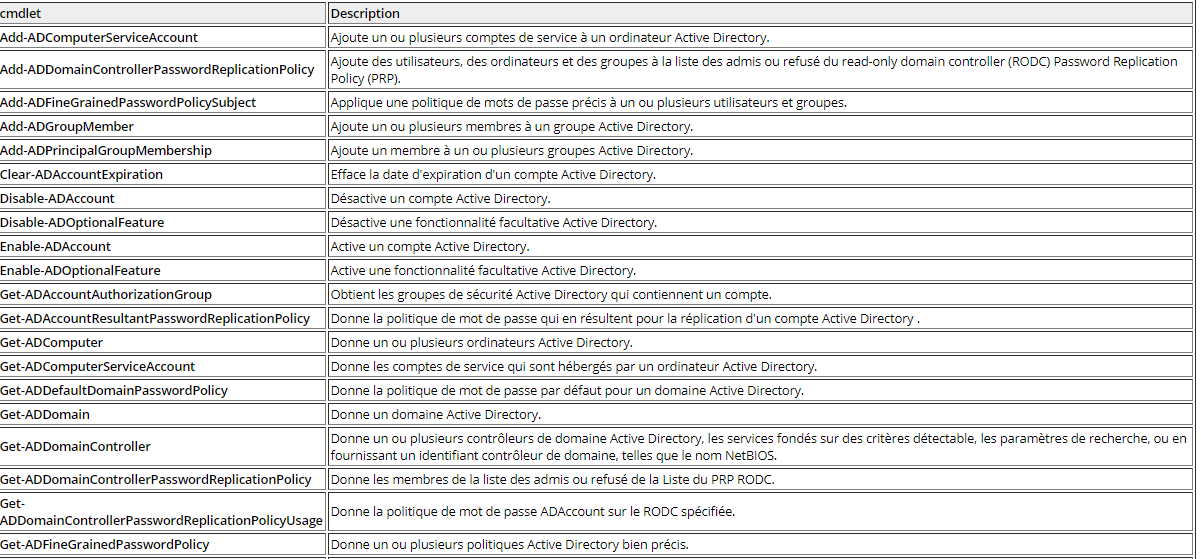 cmdlet Description
Add-ADComputerServiceAccount Ajoute un ou plusieurs comptes de service à un ordinateur Active Directory.
Add-ADDomainControllerPasswordReplicationPolicy Ajoute des utilisateurs, des ordinateurs et des groupes à la liste des admis ou refusé du read-only domain controller (RODC) Password Replication
Policy (PRP).
Add-ADFineGrainedPasswordPolicySubject Applique une politique de mots de passe précis à un ou plusieurs utilisateurs et groupes.
Add-ADGroupMember Ajoute un ou plusieurs membres à un groupe Active Directory.
Add-ADPrincipalGroupMembership Ajoute un membre à un ou plusieurs groupes Active Directory.
Clear-ADAccountExpiration Efface la date d'expiration d'un compte Active Directory.
Disable-ADAccount Désactive un compte Active Directory.
Disable-ADOptionalFeature Désactive une fonctionnalité facultative Active Directory.
Enable-ADAccount Active un compte Active Directory.
Enable-ADOptionalFeature Active une fonctionnalité facultative Active Directory.
Get-ADAccountAuthorizationGroup Obtient les groupes de sécurité Active Directory qui contiennent un compte.
Get-ADAccountResultantPasswordReplicationPolicy Donne la politique de mot de passe qui en résultent pour la réplication d'un compte Active Directory .
Get-ADComputer Donne un ou plusieurs ordinateurs Active Directory.
Get-ADComputerServiceAccount Donne les comptes de service qui sont hébergés par un ordinateur Active Directory.
Get-ADDefaultDomainPasswordPolicy Donne la politique de mot de passe par défaut pour un domaine Active Directory.
Get-ADDomain Donne un domaine Active Directory.
Get-ADDomainController Donne un ou plusieurs contrôleurs de domaine Active Directory, les services fondés sur des critères détectable, les paramètres de recherche, ou en
fournissant un identifiant contrôleur de domaine, telles que le nom NetBIOS.
Get-ADDomainControllerPasswordReplicationPolicy Donne les membres de la liste des admis ou refusé de la Liste du PRP RODC.
Get-
ADDomainControllerPasswordReplicationPolicyUsage Donne la politique de mot de passe ADAccount sur le RODC spécifiée.
Get-ADFineGrainedPasswordPolicy Donne un ou plusieurs politiques Active Directory bien précis.